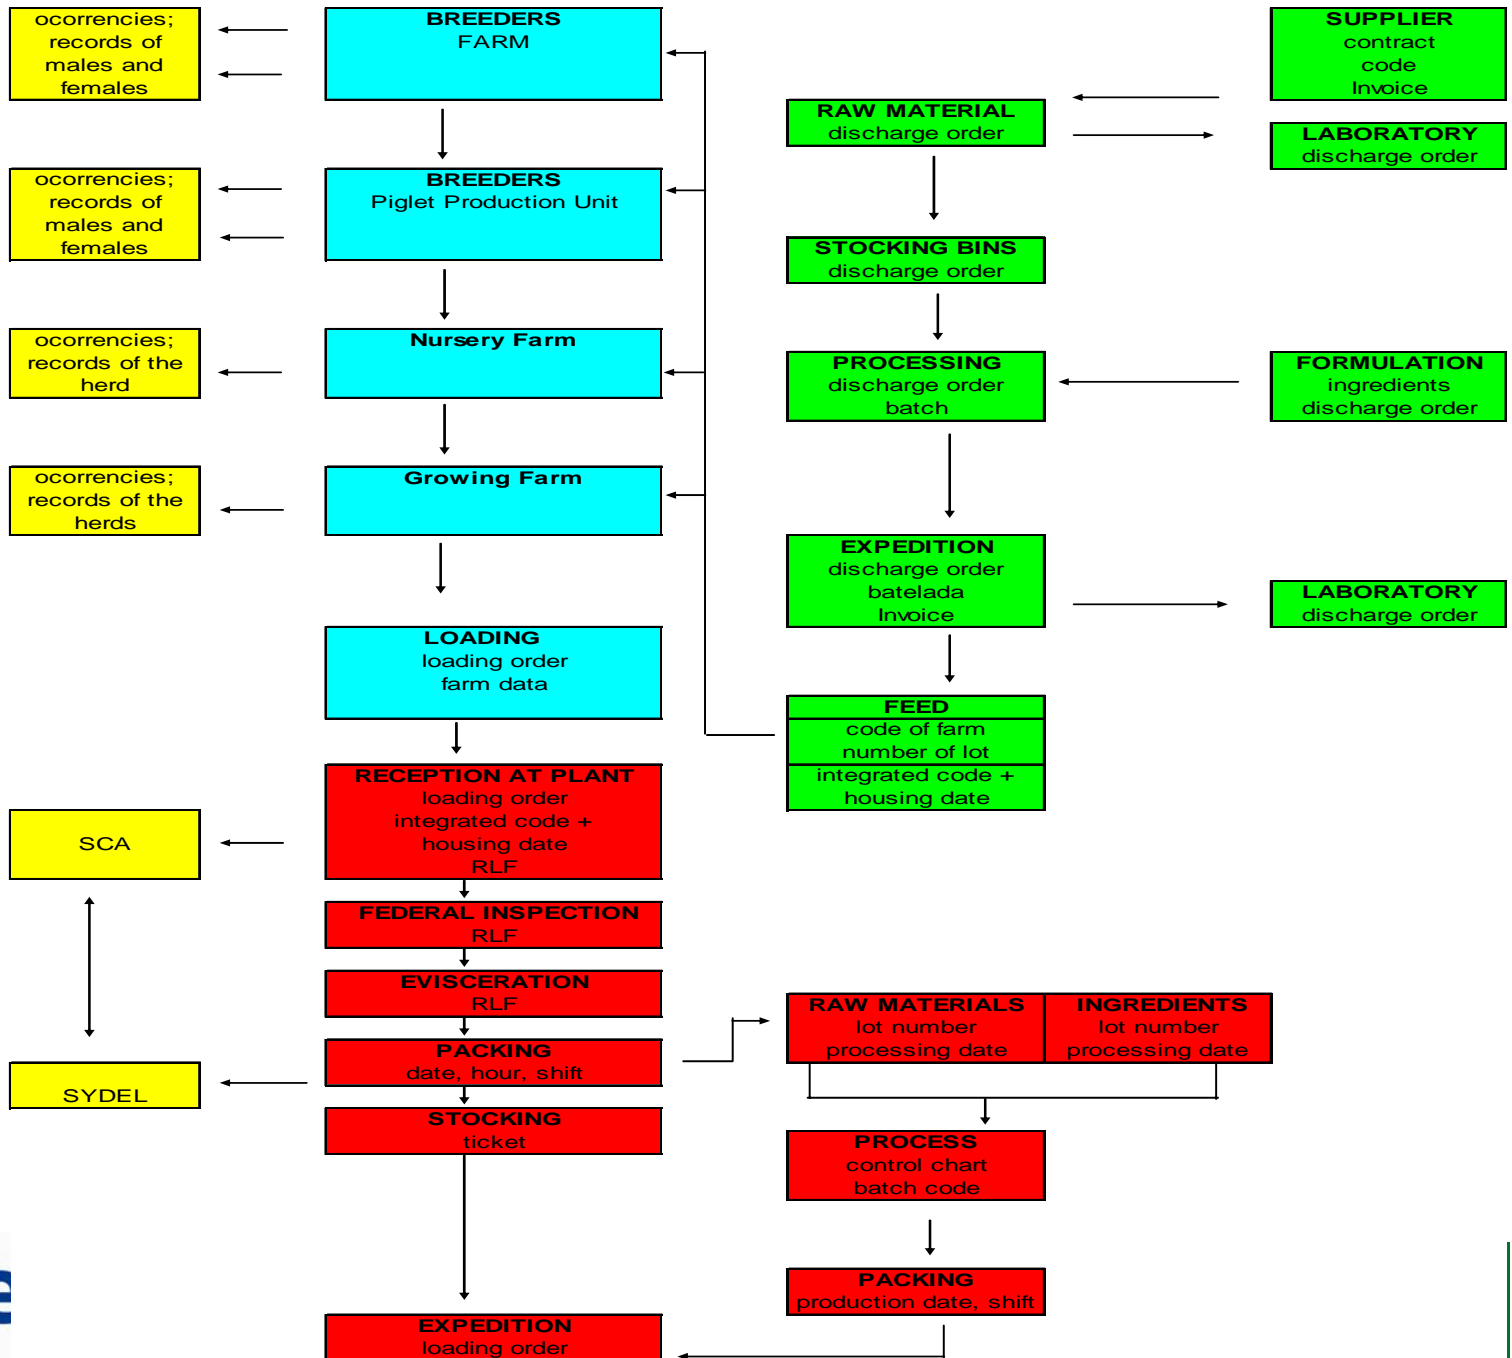 ocorrencies;
records of
males and
females
BREEDERS
FARM
SUPPLIER
contract
code
Invoice
RAW MATERIAL
discharge order
LABORATORY
discharge order
ocorrencies;
records of
males and
females
BREEDERS
Piglet Production Unit
STOCKING BINS
discharge order
ocorrencies;
records of the
herd
Nursery Farm
PROCESSING
discharge order
batch
FORMULATION
ingredients
discharge order
ocorrencies;
records of the
herds
Growing Farm
EXPEDITION
discharge order
batelada
Invoice
LABORATORY
discharge order
LOADING
loading order
farm data
FEED
code of farm
number of lot
integrated code +
housing date
RECEPTION AT PLANT
loading order
integrated code +
housing date
RLF
SCA
FEDERAL INSPECTION
RLF
EVISCERATION
RLF
RAW MATERIALS
lot number
processing date
INGREDIENTS
lot number
processing date
PACKING
date, hour, shift
SYDEL
STOCKING
ticket
PROCESS
control chart
batch code
PACKING
production date, shift
EXPEDITION
loading order
e